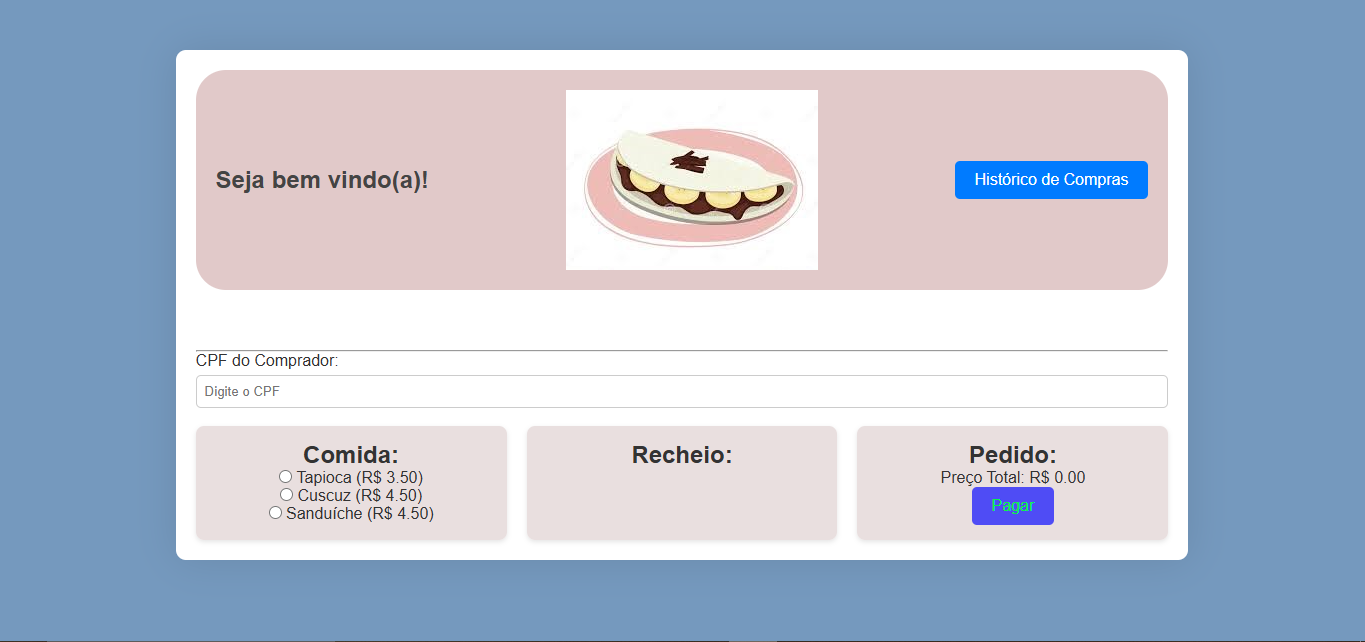 Seja bem vindo(a)!
Histórico de Compras
CPF do Comprador:
Digite o CPF
Comida:
Tapioca (R$ 3.50)
Cuscuz (R$ 4.50)
Sanduíche (R$ 4.50)
Recheio:
Pedido:
Preço Total: R$ 0.00
Pagar